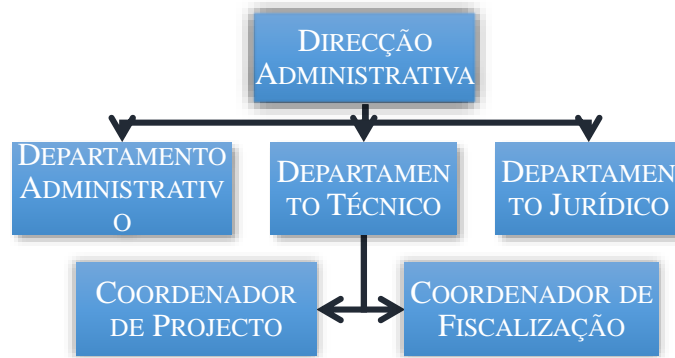 DIRECÇÃO
ADMINISTRATIVA
DEPARTAMENTO
ADMINISTRATIV
O
DEPARTAMEN
TO TÉCNICO
DEPARTAMEN
TO JURÍDICO
COORDENADOR
DE PROJECTO
COORDENADOR DE
FISCALIZAÇÃO